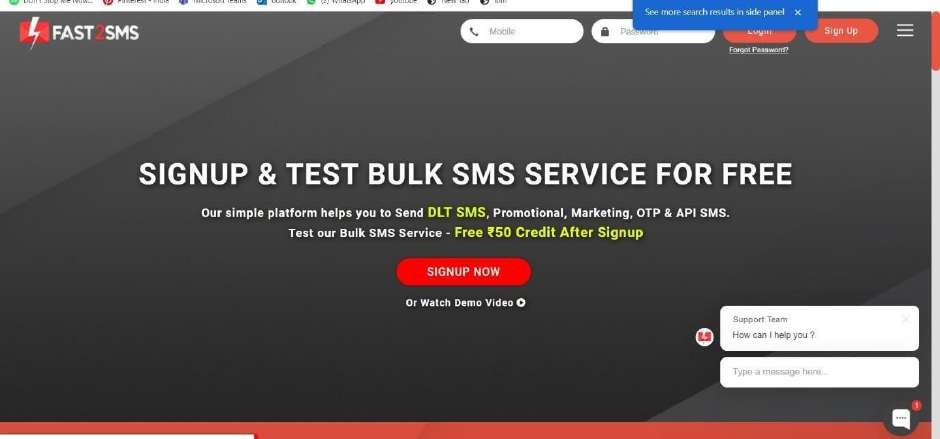 Don't Stop Me Now...
Pinterest - India
Microsoft Teams
Outlook
WhatsApp
youtube
New Tab
See more search results in side panel ×
FAST2SMS
Mobile
Password
Login
Sign Up
Forgot Password?
SIGNUP & TEST BULK SMS SERVICE FOR FREE
Our simple platform helps you to Send DLT SMS, Promotional, Marketing, OTP & API SMS.
Test our Bulk SMS Service - Free ₹50 Credit After Signup
SIGNUP NOW
Or Watch Demo Video
Support Team
How can I help you ?
Type a message here...
1